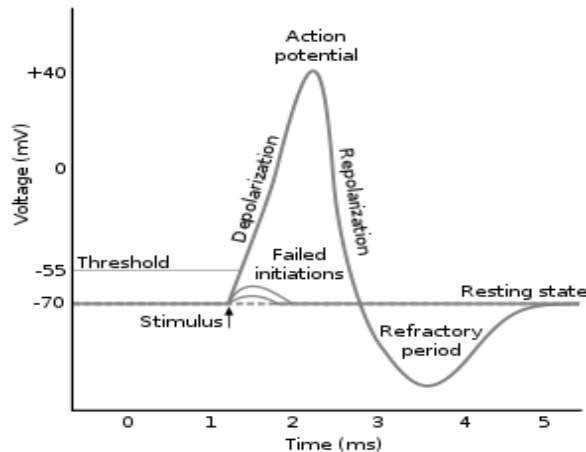 Action
potential
+40
Voltage (mV)
Depolarization
Repolarization
0
Failed
initiations
-55
Threshold
-70
Resting state
Stimulus
Refractory
period
0 1 2 3 4 5
Time (ms)